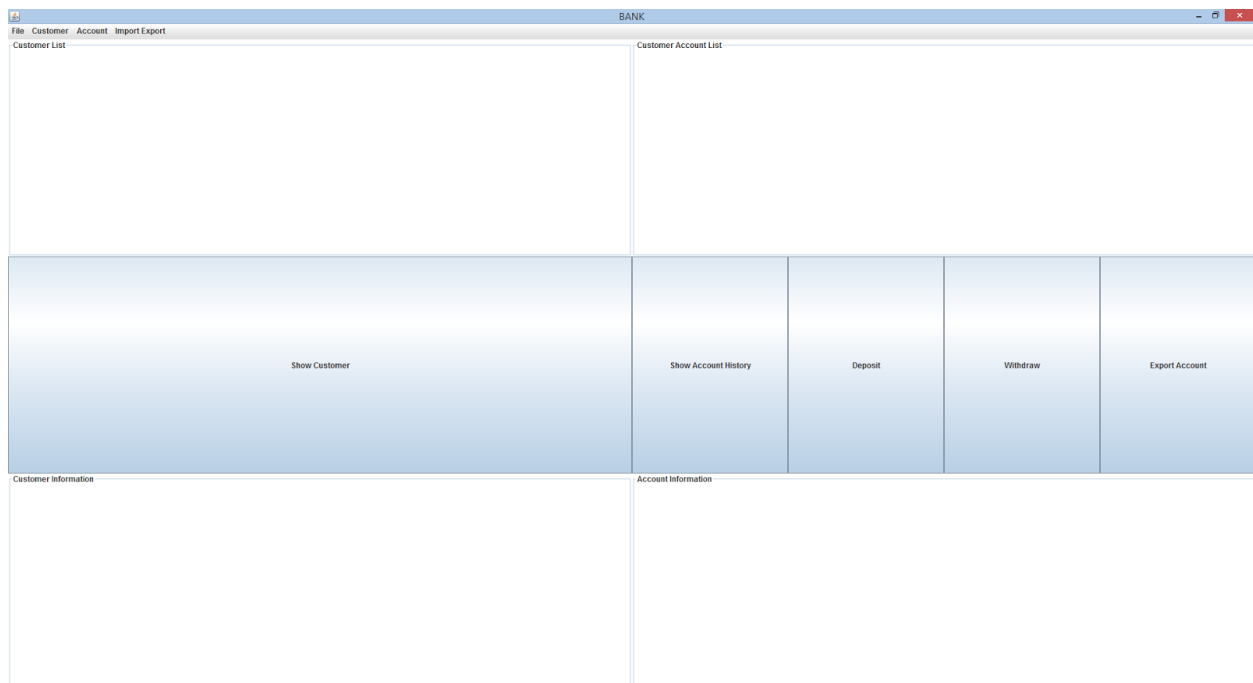 BANK
File Customer Account Import Export
Customer List
Customer Account List
Show Customer
Show Account History
Deposit
Withdraw
Export Account
Customer Information
Account Information